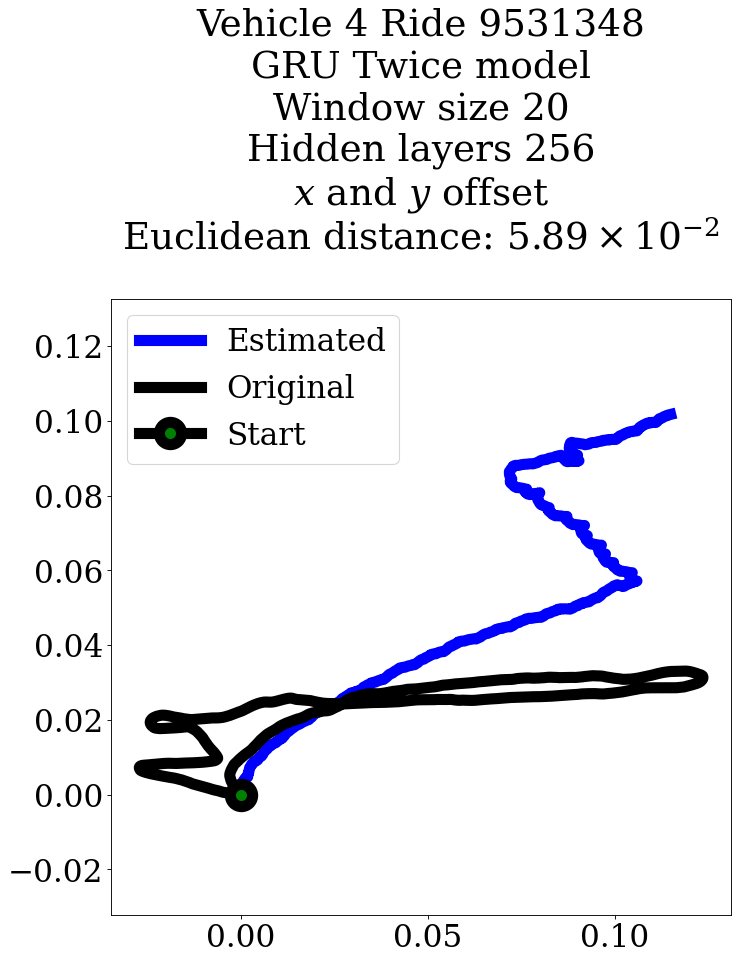 Vehicle 4 Ride 9531348
GRU Twice model
Window size 20
Hidden layers 256
x and y offset
Euclidean distance: 5.89 × 10⁻²
Estimated
Original
Start
0.12
0.10
0.08
0.06
0.04
0.02
0.00
−0.02
0.00 0.05 0.10